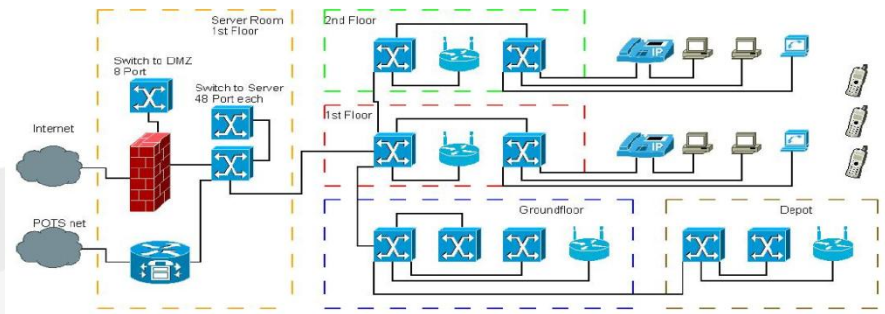 Server Room
1st Floor
Switch to DMZ
8 Port
Switch to Server
48 Port each
Internet
POTS net
2nd Floor
IP
1st Floor
IP
Groundfloor
Depot